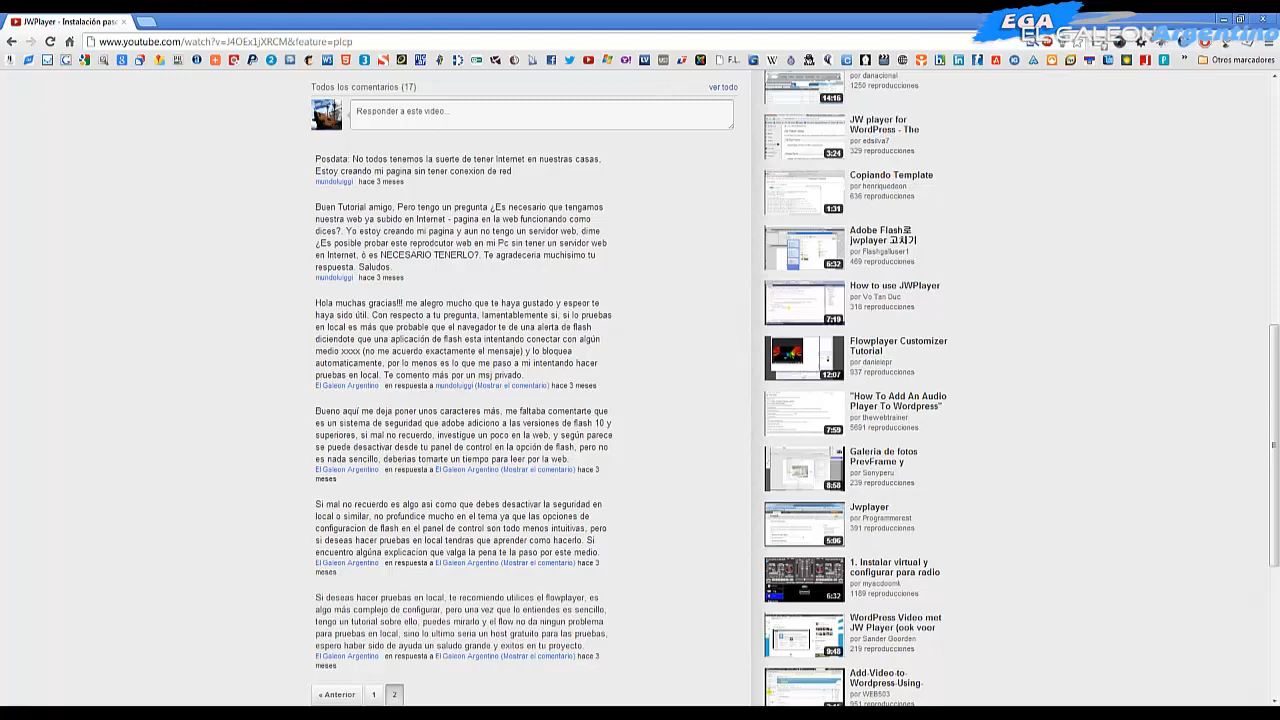 JWPlayer - Instalación paso
EGA
EL GALEON Argentino
www.youtube.com/watch?v=J4OEx1jXRCM&feature=plcp
F.L.
Otros marcadores
Todos los comentarios (17)
ver todo
Responder a este video...
Posdata: No todos tenemos la suerte de tener Internet en nuestras casas,
Estoy creando mi pagina sin tener conexion de red
mundoluiggi hace 3 meses
Buen Tutorial amigo, Pero tengo un pregunta ¿Es necesario que tengamos
nuestra web ya subido en Internet - pagina en la web funcionando como
dices?. Yo estoy creando mi pagina y aun no tengo un servidor web, dime
¿Es posible probar este reprodcutor web en mi Pc sin tener un servidor web
en Internet, ó es NECESARIO TENERLO?. Te agradeceria muchisimo tu
respuesta. Saludos.
mundoluiggi hace 3 meses
Hola muchas gracias!!! me alegro mucho que te haya gustado y espeor te
haya sido útil. Con respecto a tu pregunta, lamentablemente si, si lo pruebas
en local es más que probable que el navegador te de una alerta de flash
diciendote que una aplicación de flash esta intentando conectar con algún
medio xxxx (no me acuerdo exactamente el mensaje) y lo bloquea
automáticamente, por lo menos es lo que me paso a mi intentando hacer
pruebas en local. Te comento más por un msj privado.
El Galeon Argentino en respuesta a mundoluiggi (Mostrar el comentario) hace 3 meses
Bueno aquí me deja poner unos caracteres más, me faltaba comentarte que
es un sistema de seguridad que adobe adiciono a las versiones de flash 10 y
superiores, si mal no recuerdo, investigue un poco en la web, y según parece
se puede desactivar desde tu panel de control en la opción de flash, pero no
es nada sencillo, deberias tomarte un tiempo para leer por la web.
El Galeon Argentino en respuesta a El Galeon Argentino (Mostrar el comentario) hace 3
meses
Si mal no recuerdo es algo asi como que debes desactivar la seguridad en
local o similar, no profundice mucho en el tema ya que las opciones de
configuracion de flash en el panel de control son todo menos intuitivas, pero
si deseas hacer pruebas en local tendras que aprender como hacerlo. Si
encuentro algúna explicacion que valga la pena te la paso por este medio.
El Galeon Argentino en respuesta a El Galeon Argentino (Mostrar el comentario) hace 3
meses
Si deseas hacer pruebas en local, te recomiendo utilices el flowplayer, es
algo más complejo de configurar, pero una vez que lo entiendes es sencillo,
tengo un tutorial sobre ello, puedes mirarlo y el flow no da ningun problema
para pruebas en local, sino lo ultimo seria un host gratuito para las pruebas,
espero haber sido de ayuda un saludo grande y exitos en tu proyecto.
El Galeon Argentino en respuesta a El Galeon Argentino (Mostrar el comentario) hace 3
meses
« Anterior 1 2
por danacional
1250 reproducciones
14:16
JW player for
WordPress - The
por edsilva7
329 reproducciones
3:24
Copiando Template
por henriquedeon
636 reproducciones
1:31
Adobe Flash로
jwplayer 고치기
por Flashgalluser1
469 reproducciones
6:32
How to use JWPlayer
por Vo Tan Duc
318 reproducciones
7:19
Flowplayer Customizer
Tutorial
por danielepr
937 reproducciones
12:07
"How To Add An Audio
Player To Wordpress"
por thewebtrainer
5691 reproducciones
7:59
Galeria de fotos
PrevFrame y
por Sonyperu
239 reproducciones
8:58
Jwplayer
por Programmerest
391 reproducciones
5:06
1. Instalar virtual y
configurar para radio
por myacdoomk
1189 reproducciones
6:32
WordPress Video met
JW Player (ook voor
por Sander Goorden
219 reproducciones
9:48
Add-Video-to-
Wordpress-Using-
por WEB503
951 reproducciones